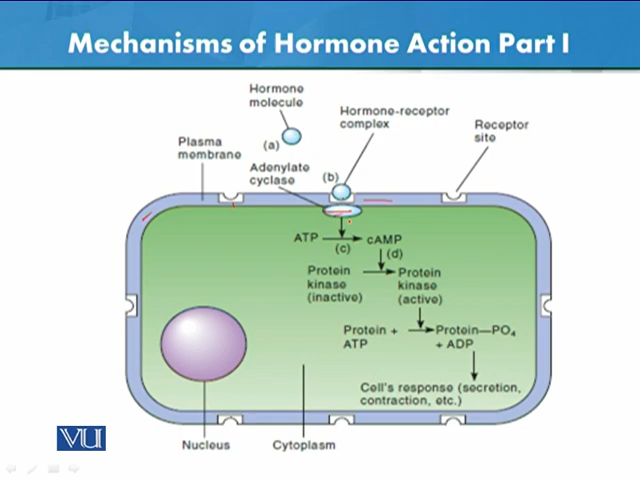 Mechanisms of Hormone Action Part I
Hormone
molecule
(a)
Hormone-receptor
complex
Receptor
site
Plasma
membrane
Adenylate
cyclase
(b)
ATP
(c)
cAMP
(d)
Protein
kinase
(inactive)
Protein
kinase
(active)
Protein +
ATP
Protein—PO₄
+ ADP
Cell's response (secretion,
contraction, etc.)
VU
Nucleus
Cytoplasm